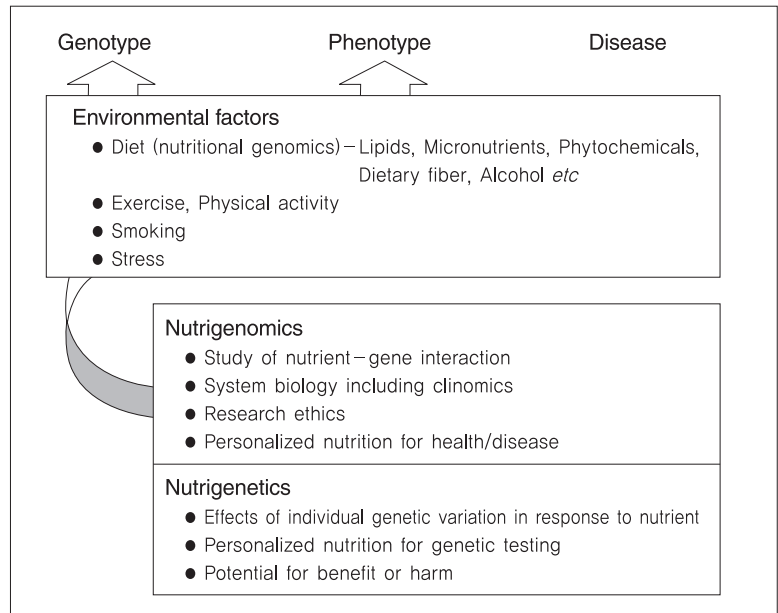 Genotype Phenotype Disease
Environmental factors
● Diet (nutritional genomics)－Lipids, Micronutrients, Phytochemicals,
Dietary fiber, Alcohol etc
● Exercise, Physical activity
● Smoking
● Stress
Nutrigenomics
● Study of nutrient－gene interaction
● System biology including clinomics
● Research ethics
● Personalized nutrition for health/disease
Nutrigenetics
● Effects of individual genetic variation in response to nutrient
● Personalized nutrition for genetic testing
● Potential for benefit or harm